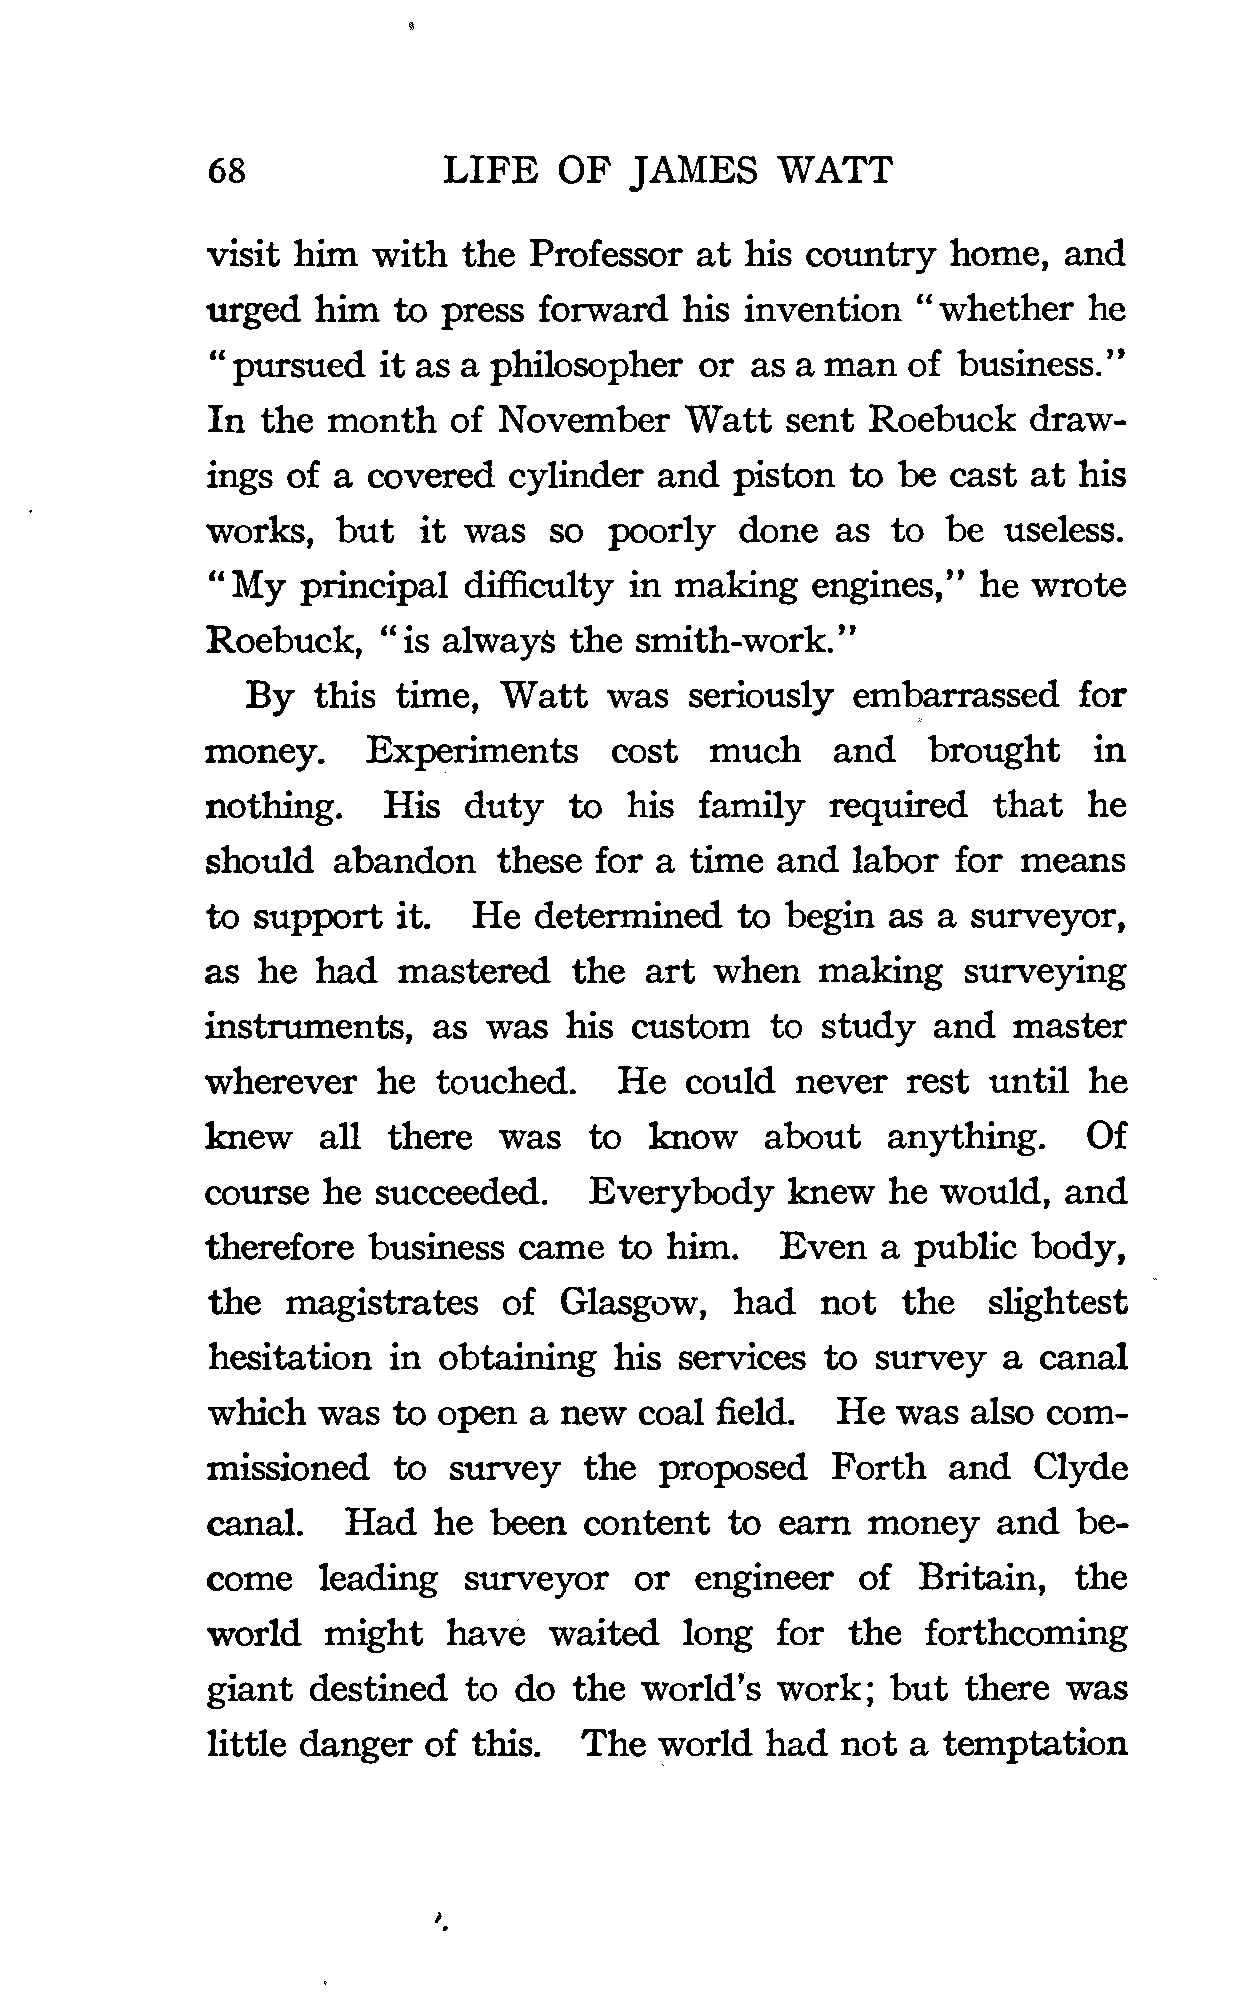 68 LIFE OF JAMES WATT
visit him with the Professor at his country home, and
urged him to press forward his invention "whether he
"pursued it as a philosopher or as a man of business."
In the month of November Watt sent Roebuck draw-
ings of a covered cylinder and piston to be cast at his
works, but it was so poorly done as to be useless.
"My principal difficulty in making engines," he wrote
Roebuck, "is always the smith-work."
By this time, Watt was seriously embarrassed for
money. Experiments cost much and brought in
nothing. His duty to his family required that he
should abandon these for a time and labor for means
to support it. He determined to begin as a surveyor,
as he had mastered the art when making surveying
instruments, as was his custom to study and master
wherever he touched. He could never rest until he
knew all there was to know about anything. Of
course he succeeded. Everybody knew he would, and
therefore business came to him. Even a public body,
the magistrates of Glasgow, had not the slightest
hesitation in obtaining his services to survey a canal
which was to open a new coal field. He was also com-
missioned to survey the proposed Forth and Clyde
canal. Had he been content to earn money and be-
come leading surveyor or engineer of Britain, the
world might have waited long for the forthcoming
giant destined to do the world's work; but there was
little danger of this. The world had not a temptation